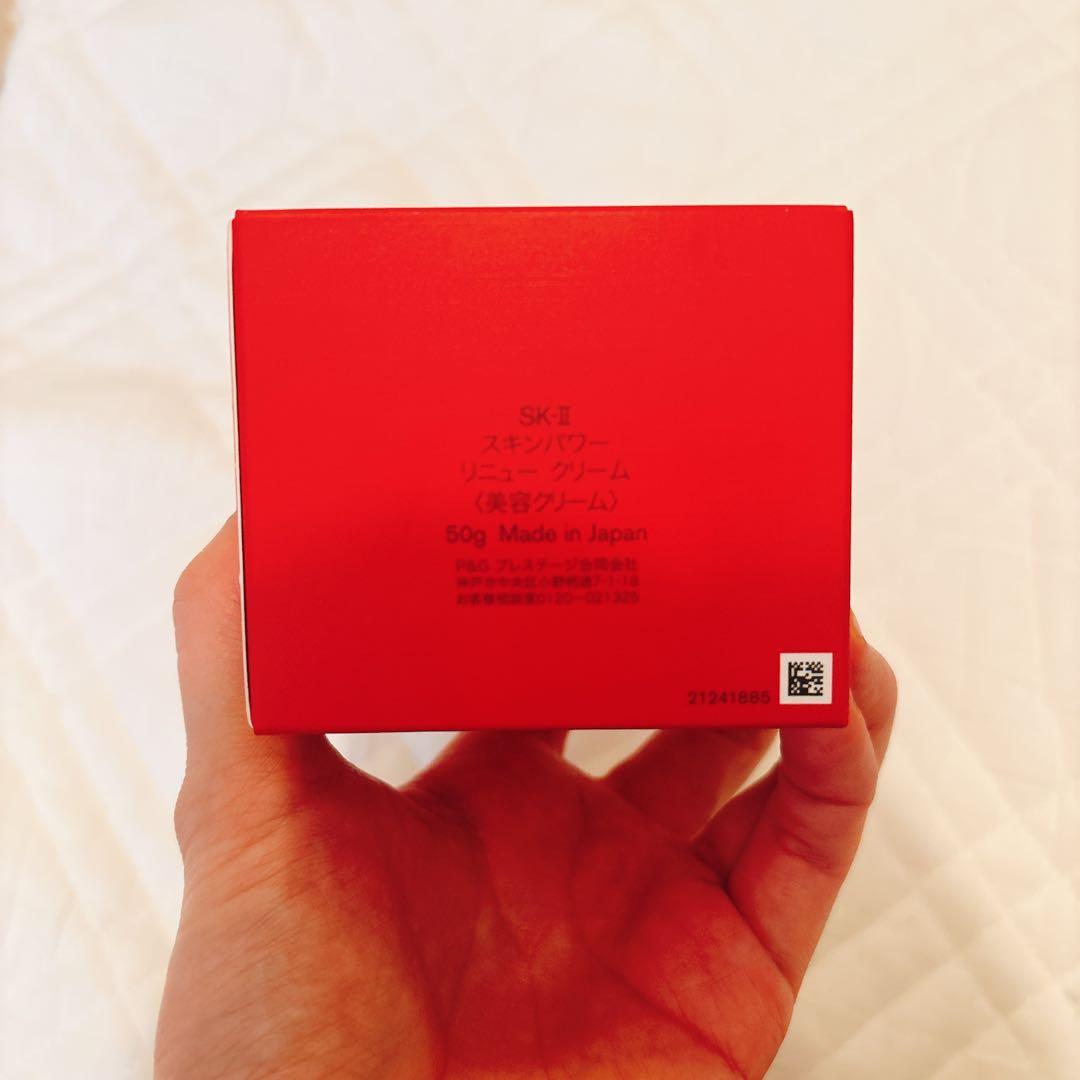 SK-II
スキンパワー
リニュー クリーム
〈美容クリーム〉
50g Made in Japan
P&G プレステージ合同会社
神戸市中央区小野柄通7-1-18
お客様相談室0120-021325
21241885